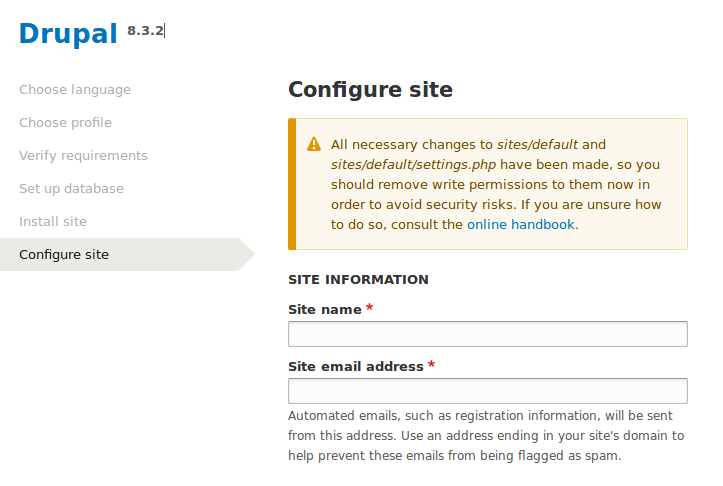 Drupal 8.3.2
Choose language
Choose profile
Verify requirements
Set up database
Install site
Configure site
Configure site
All necessary changes to sites/default and
sites/default/settings.php have been made, so you
should remove write permissions to them now in
order to avoid security risks. If you are unsure how
to do so, consult the online handbook.
SITE INFORMATION
Site name *
Site email address *
Automated emails, such as registration information, will be sent
from this address. Use an address ending in your site's domain to
help prevent these emails from being flagged as spam.